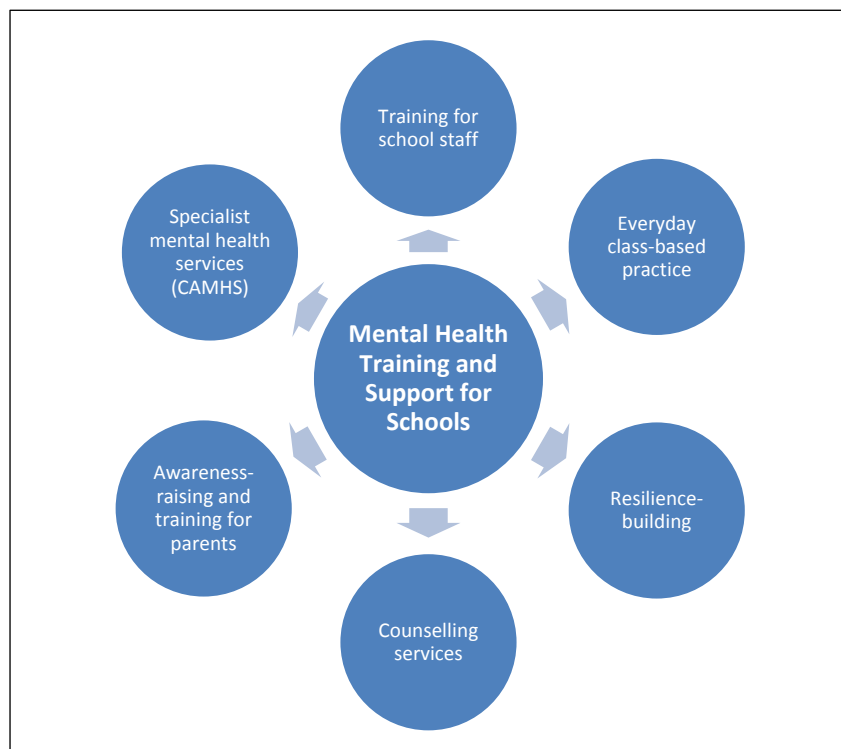 Training for
school staff
Specialist
mental health
services
(CAMHS)
Everyday
class-based
practice
Mental Health
Training and
Support for
Schools
Awareness-
raising and
training for
parents
Resilience-
building
Counselling
services